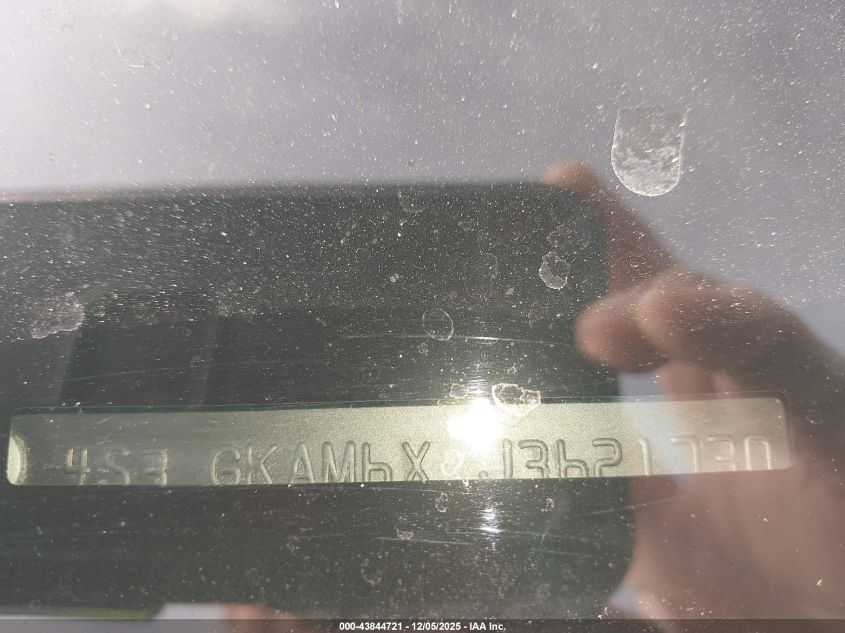 4S3 GKAM6X J3621730
000-43844721 - 12/05/2025 - IAA Inc.